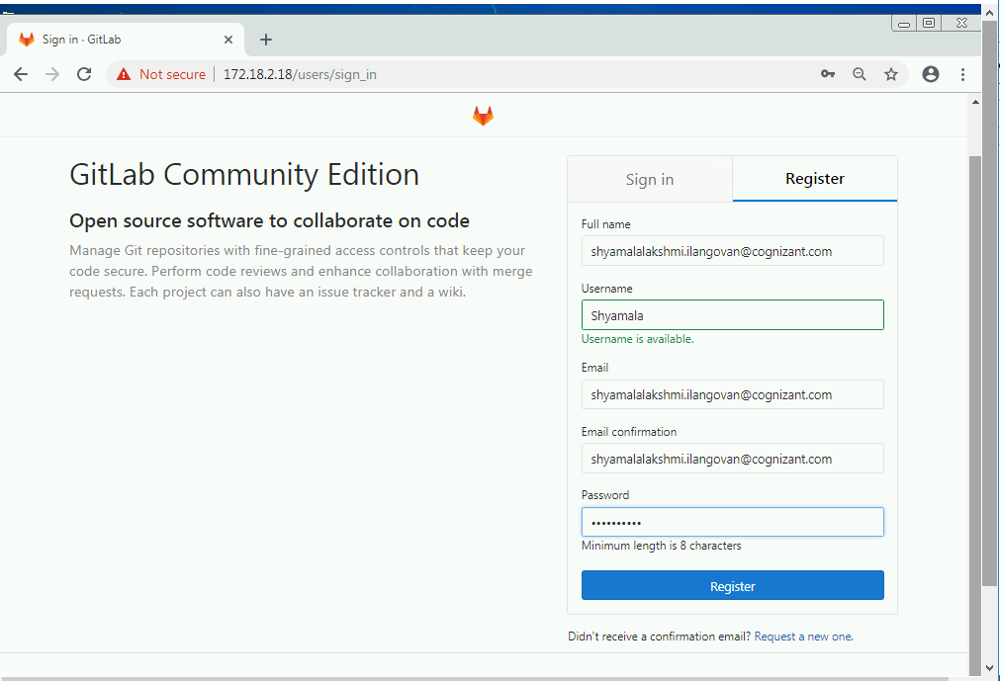 Sign in · GitLab
Not secure | 172.18.2.18/users/sign_in
GitLab Community Edition
Open source software to collaborate on code
Manage Git repositories with fine-grained access controls that keep your
code secure. Perform code reviews and enhance collaboration with merge
requests. Each project can also have an issue tracker and a wiki.
Sign in
Register
Full name
shyamalalakshmi.ilangovan@cognizant.com
Username
Shyamala
Username is available.
Email
shyamalalakshmi.ilangovan@cognizant.com
Email confirmation
shyamalalakshmi.ilangovan@cognizant.com
Password
••••••••••
Minimum length is 8 characters
Register
Didn't receive a confirmation email? Request a new one.